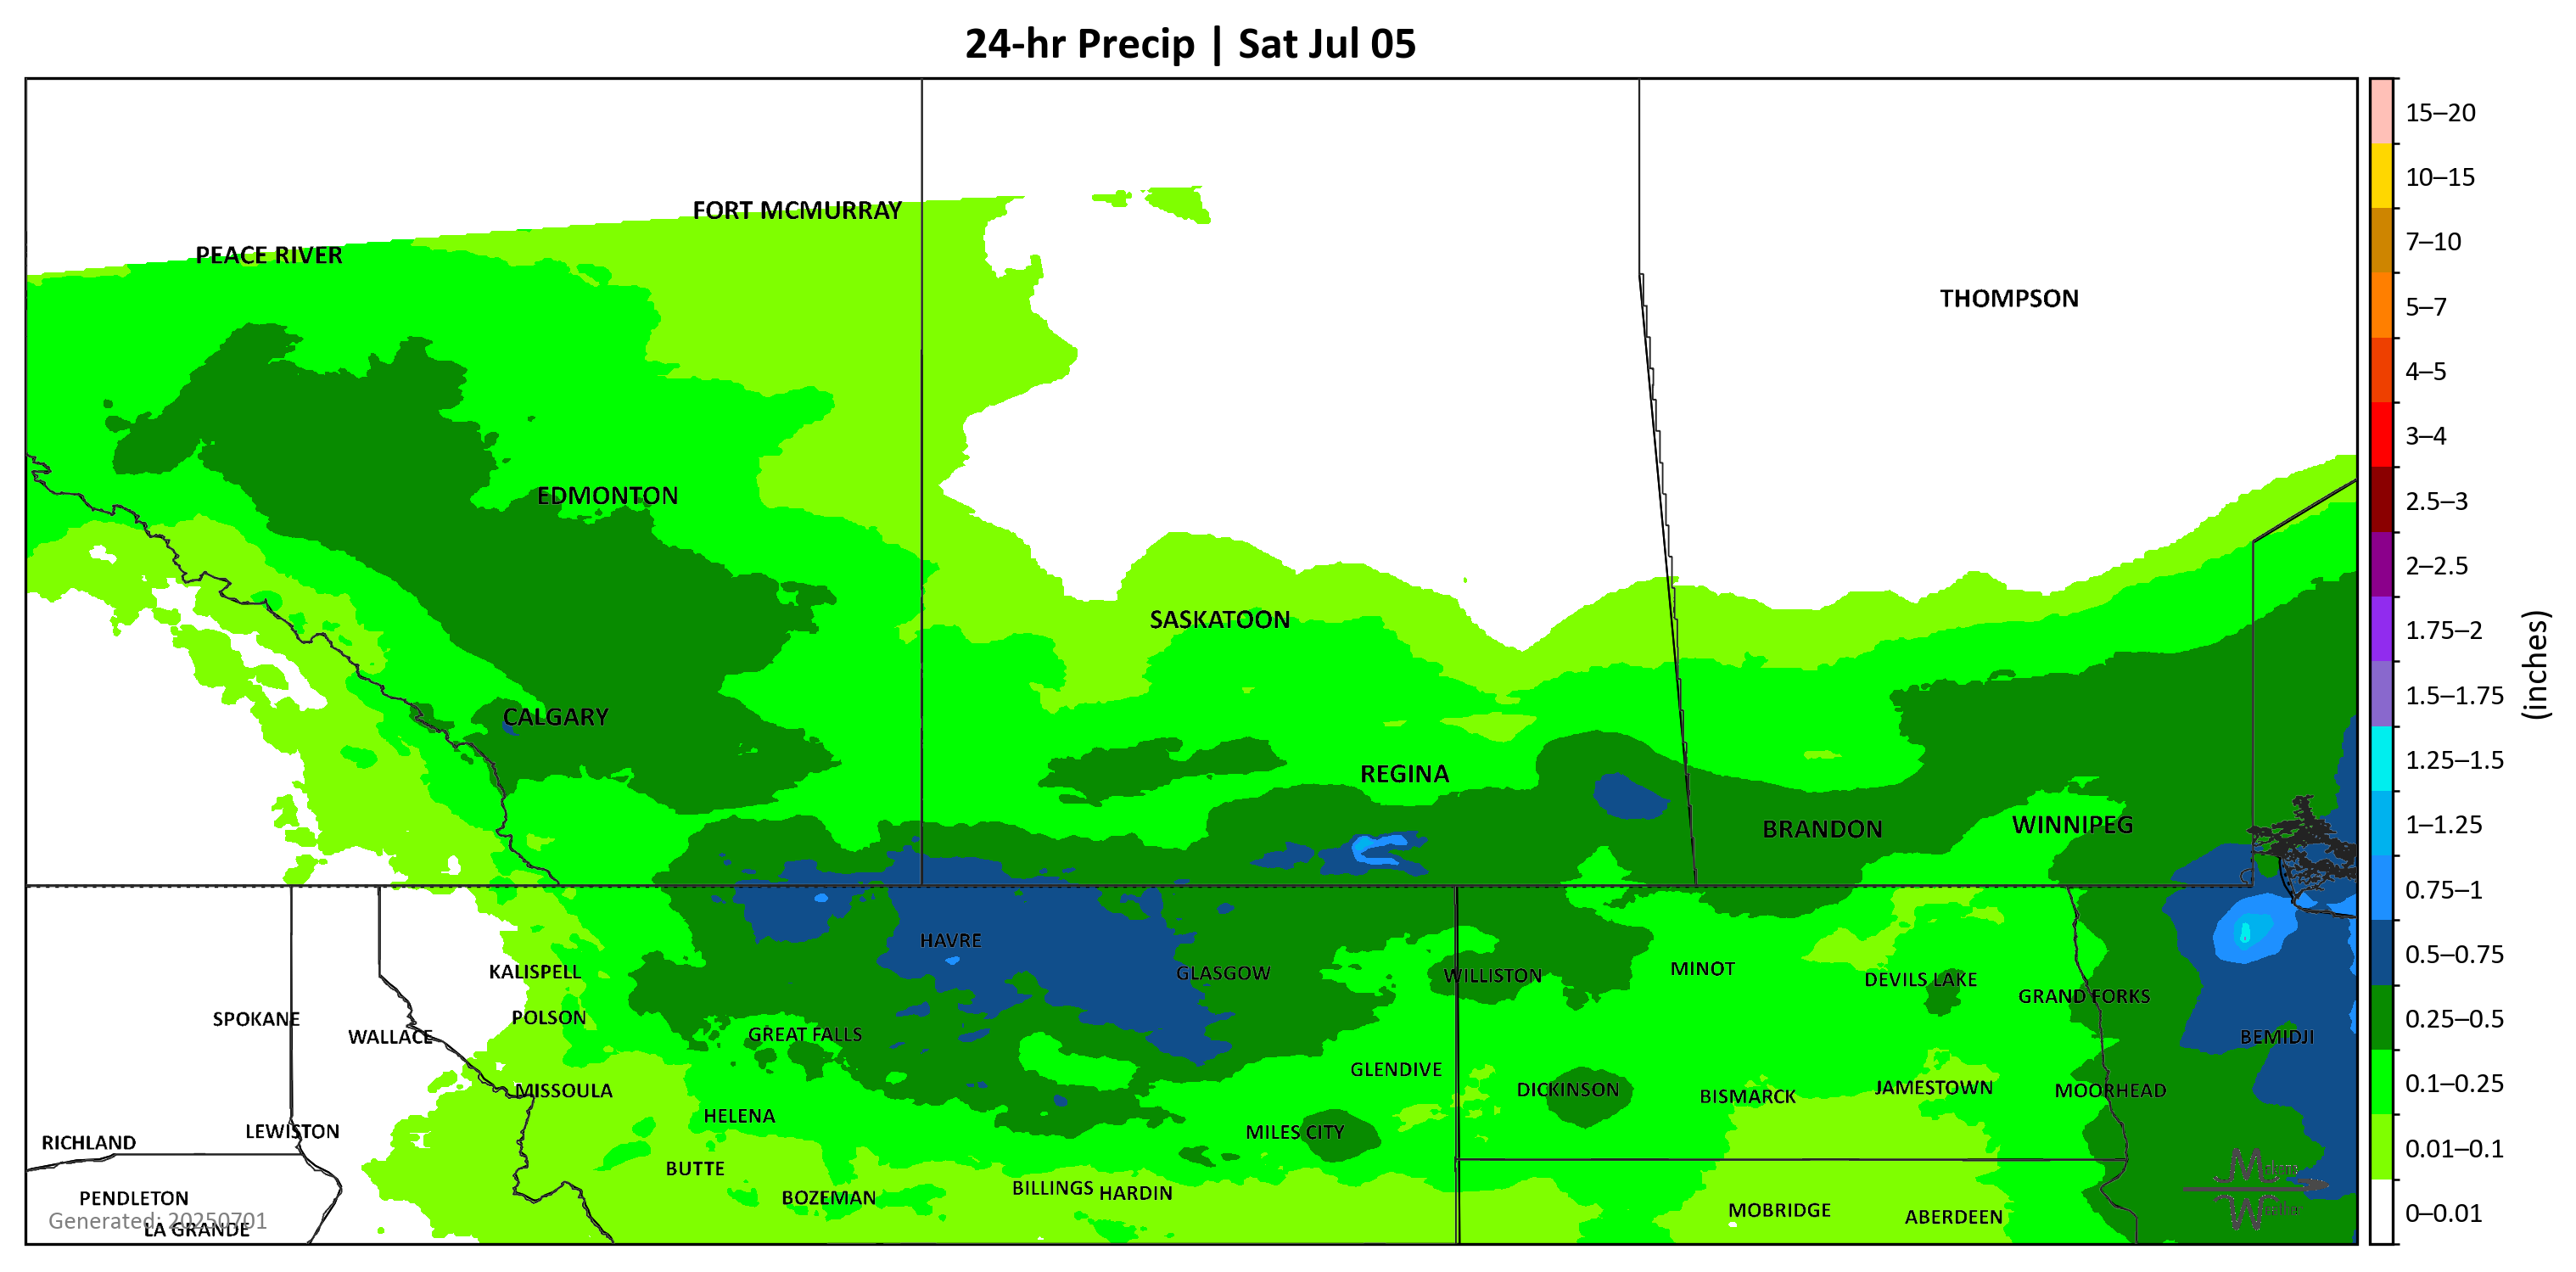 24-hr Precip | Sat Jul 05
15–20
10–15
FORT MCMURRAY
7–10
PEACE RIVER
THOMPSON
5–7
4–5
3–4
EDMONTON
2.5–3
2–2.5
SASKATOON
1.75–2
(inches)
1.5–1.75
CALGARY
1.25–1.5
REGINA
BRANDON
WINNIPEG
1–1.25
0.75–1
HAVRE
0.5–0.75
KALISPELL
GLASGOW
WILLISTON
MINOT
DEVILS LAKE
GRAND FORKS
SPOKANE
POLSON
0.25–0.5
WALLACE
GREAT FALLS
BEMIDJI
GLENDIVE
0.1–0.25
MISSOULA
DICKINSON
BISMARCK
JAMESTOWN
MOORHEAD
HELENA
RICHLAND
LEWISTON
MILES CITY
0.01–0.1
BUTTE
PENDLETON
BOZEMAN
BILLINGS
HARDIN
MOBRIDGE
ABERDEEN
0–0.01
Generated: 20250701
LA GRANDE